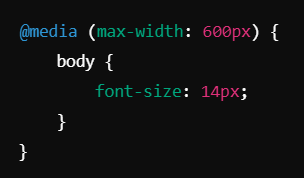 @media (max-width: 600px) {
    body {
        font-size: 14px;
    }
}